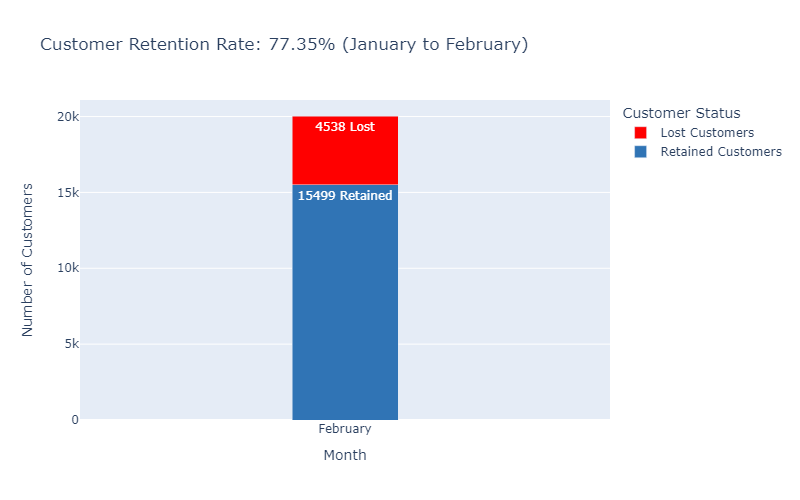 Customer Retention Rate: 77.35% (January to February)
Customer Status
Lost Customers
Retained Customers
Number of Customers
20k
15k
10k
5k
0
4538 Lost
15499 Retained
February
Month